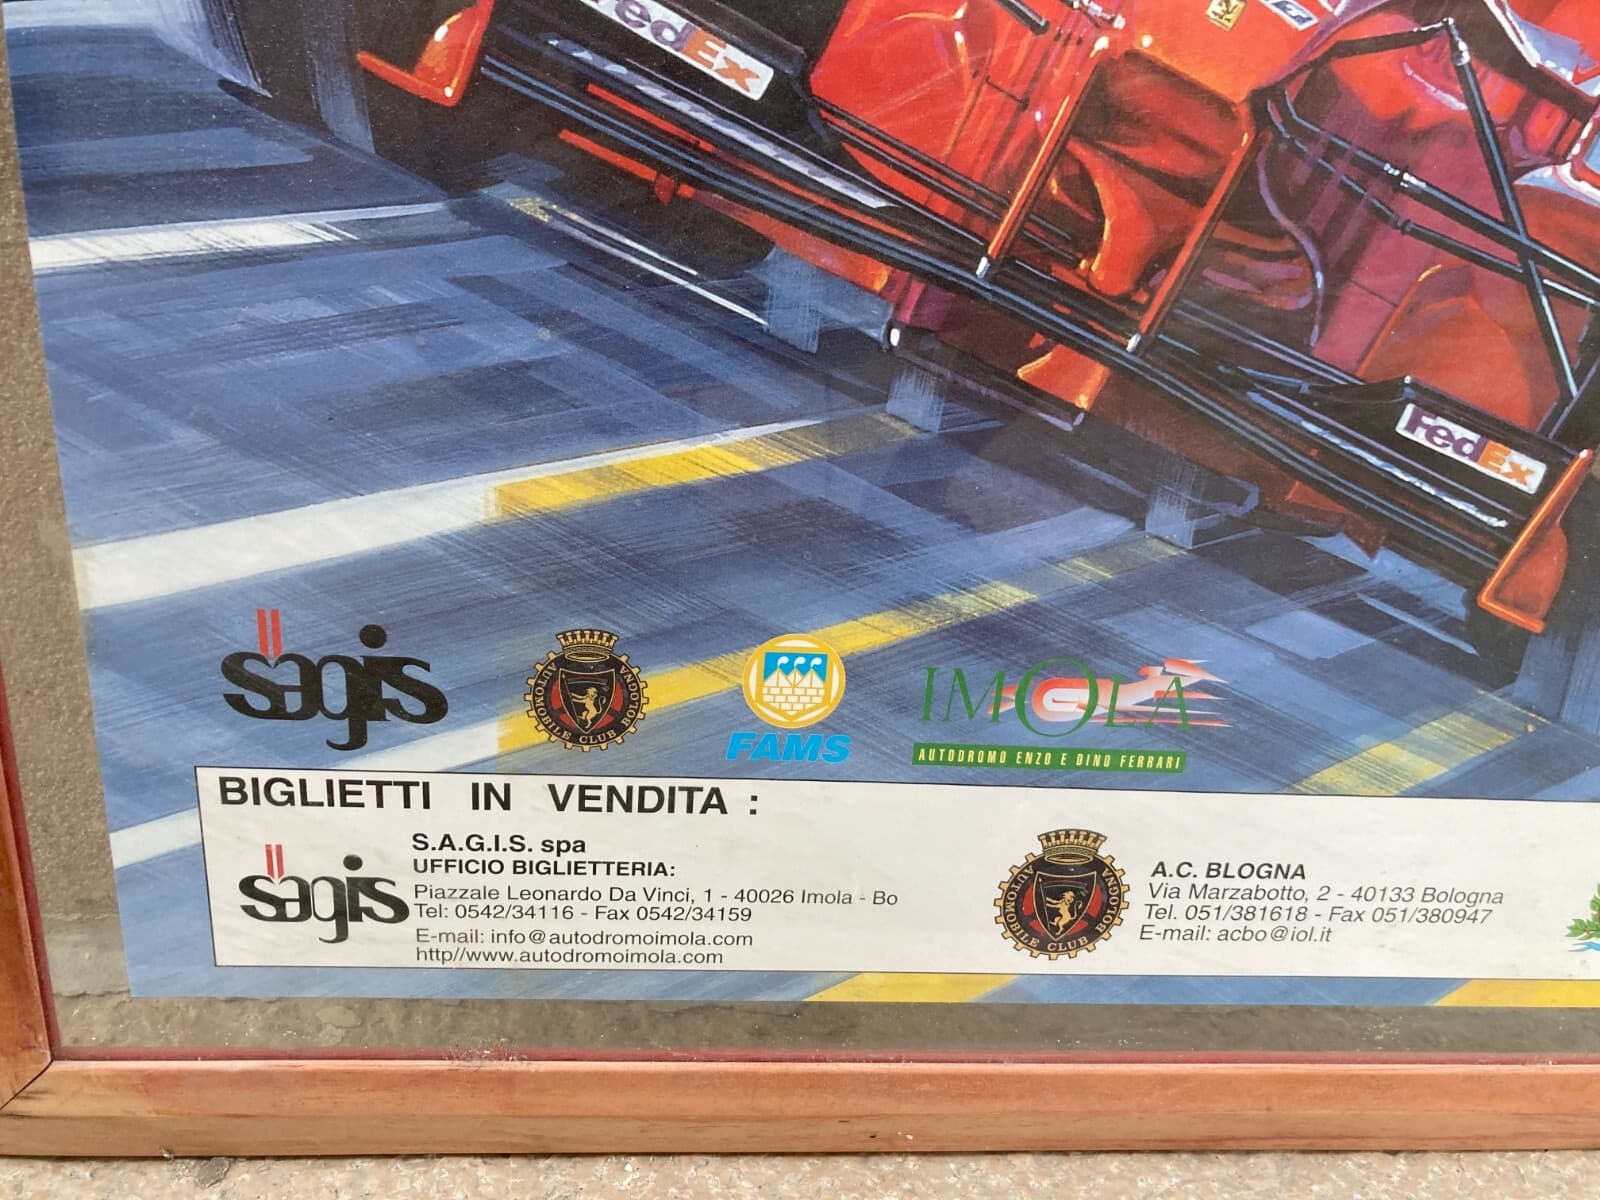 FedEx
FedEx
sagis
AUTOMOBILE CLUB BOLOGNA
FAMS
IMOLA
AUTODROMO ENZO E DINO FERRARI
BIGLIETTI IN VENDITA :
sagis
S.A.G.I.S. spa
UFFICIO BIGLIETTERIA:
Piazzale Leonardo Da Vinci, 1 - 40026 Imola - Bo
Tel: 0542/34116 - Fax 0542/34159
E-mail: info@autodromoimola.com
http//www.autodromoimola.com
AUTOMOBILE CLUB BOLOGNA
A.C. BLOGNA
Via Marzabotto, 2 - 40133 Bologna
Tel. 051/381618 - Fax 051/380947
E-mail: acbo@iol.it